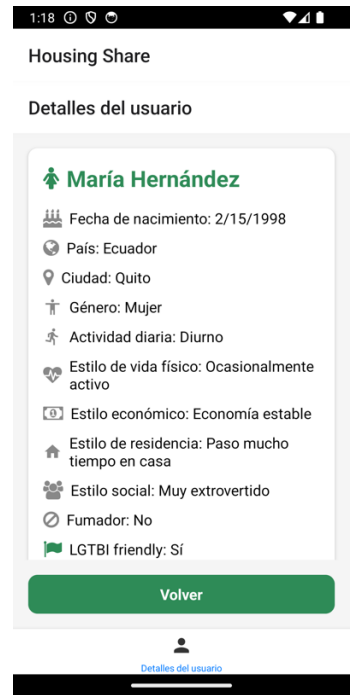 1:18
Housing Share
Detalles del usuario
María Hernández
Fecha de nacimiento: 2/15/1998
País: Ecuador
Ciudad: Quito
Género: Mujer
Actividad diaria: Diurno
Estilo de vida físico: Ocasionalmente
activo
Estilo económico: Economía estable
Estilo de residencia: Paso mucho
tiempo en casa
Estilo social: Muy extrovertido
Fumador: No
LGTBI friendly: Sí
Volver
Detalles del usuario